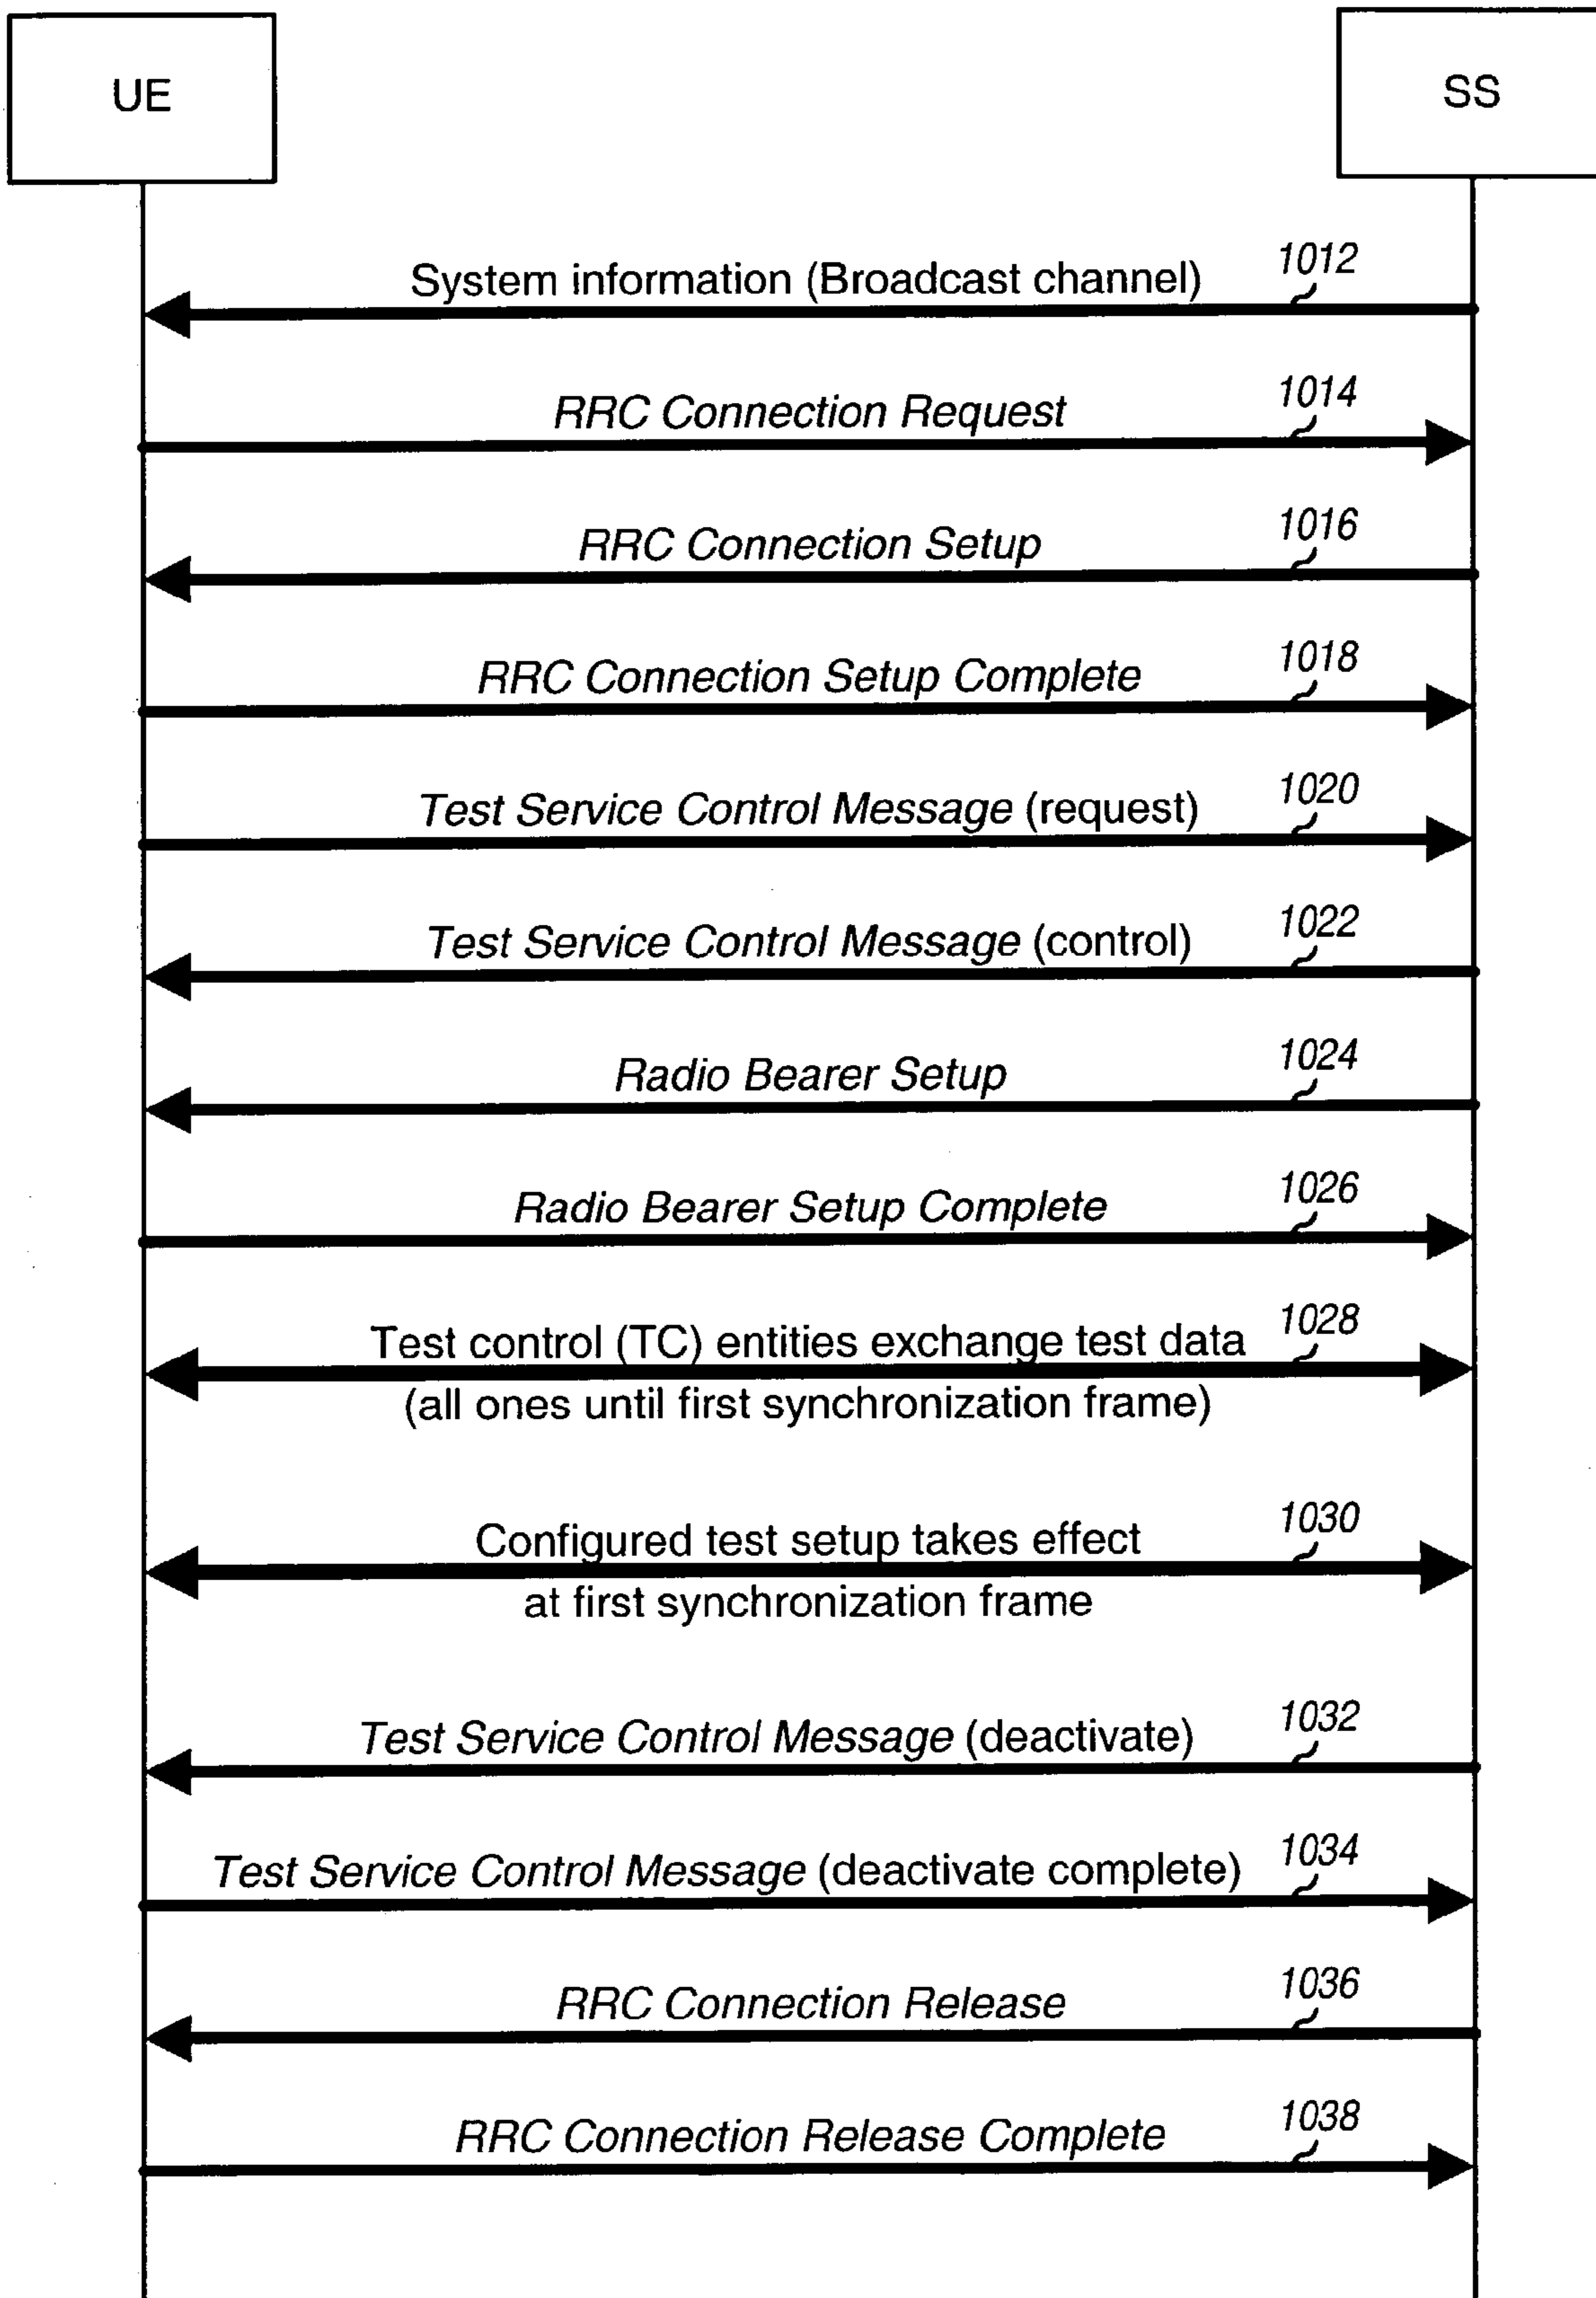 UE
SS
System information (Broadcast channel) 1012
RRC Connection Request 1014
RRC Connection Setup 1016
RRC Connection Setup Complete 1018
Test Service Control Message (request) 1020
Test Service Control Message (control) 1022
Radio Bearer Setup 1024
Radio Bearer Setup Complete 1026
Test control (TC) entities exchange test data 1028
(all ones until first synchronization frame)
Configured test setup takes effect 1030
at first synchronization frame
Test Service Control Message (deactivate) 1032
Test Service Control Message (deactivate complete) 1034
RRC Connection Release 1036
RRC Connection Release Complete 1038